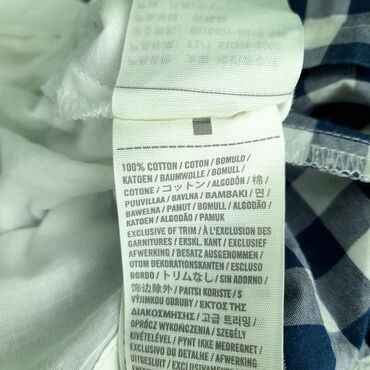 100% COTTON / COTON / BOMULD /
KATOEN / BAUMWOLLE / BOMULL /
COTONE / コットン / ALGODÓN / 棉 /
PUUVILLAA / BAVLNA / BAMBAKI / 면 /
BAWEŁNA / PAMUT / BOMULL / ALGODÃO /
KATOEN / ALGODÃO / PAMUK
EXCLUSIVE OF TRIM / À L'EXCLUSION DES
GARNITURES / EKSKL. KANT / EXCLUSIEF
AFWERKING / BESATZ AUSGENOMMEN /
UTOM DEKORATIONSKANTEN / ESCLUSO
BORDO / トリムなし / SIN ADORNO /
饰边除外 / PAITSI KORISTE / S
VÝJIMKOU OBRUBY / ΕΚΤΟΣ ΤΗΣ
ΔΙΑΚΟΣΜΗΣΗΣ / 고급 트리밍 /
OPRÓCZ WYKOŃCZENIA / SZEGÉLY
KIVÉTELÉVEL / PYNT IKKE MEDREGNET /
EXCLUSIVO DO DETALHE / AFWERKING
UITGESLUIT / EXCLUSIVO